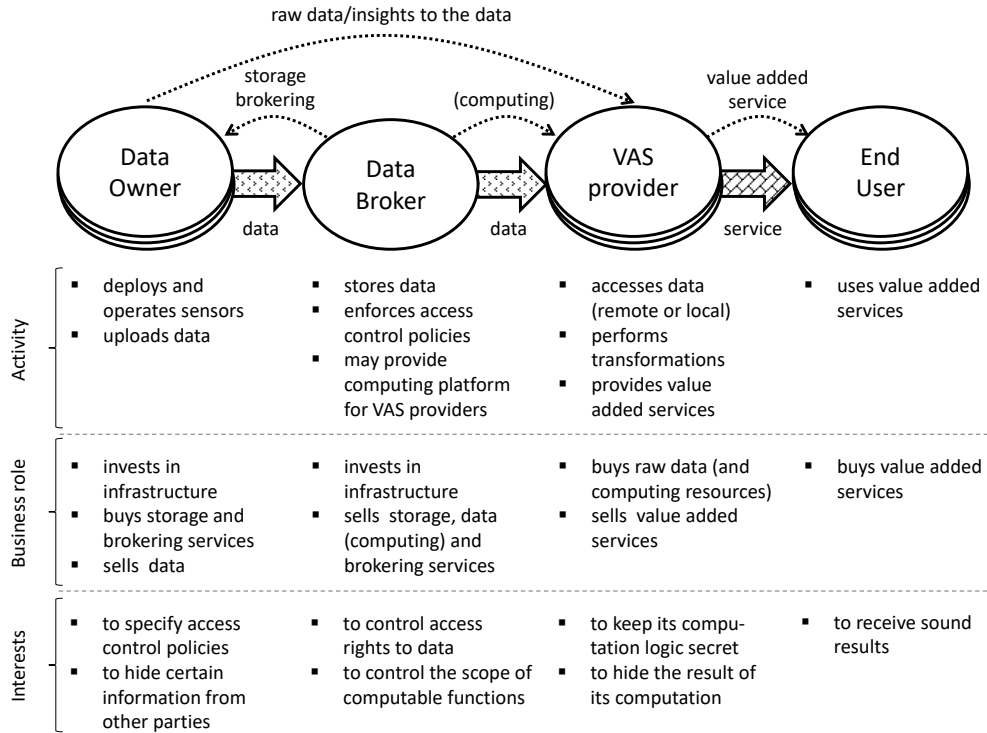 raw data/insights to the data
storage
brokering
(computing)
value added
service
Data
Owner
Data
Broker
VAS
provider
End
User
data
data
service
Activity
▪ deploys and
operates sensors
▪ uploads data
▪ stores data
▪ enforces access
control policies
▪ may provide
computing platform
for VAS providers
▪ accesses data
(remote or local)
▪ performs
transformations
▪ provides value
added services
▪ uses value added
services
Business role
▪ invests in
infrastructure
▪ buys storage and
brokering services
▪ sells data
▪ invests in
infrastructure
▪ sells storage, data
(computing) and
brokering services
▪ buys raw data (and
computing resources)
▪ sells value added
services
▪ buys value added
services
Interests
▪ to specify access
control policies
▪ to hide certain
information from
other parties
▪ to control access
rights to data
▪ to control the scope of
computable functions
▪ to keep its compu-
tation logic secret
▪ to hide the result of
its computation
▪ to receive sound
results